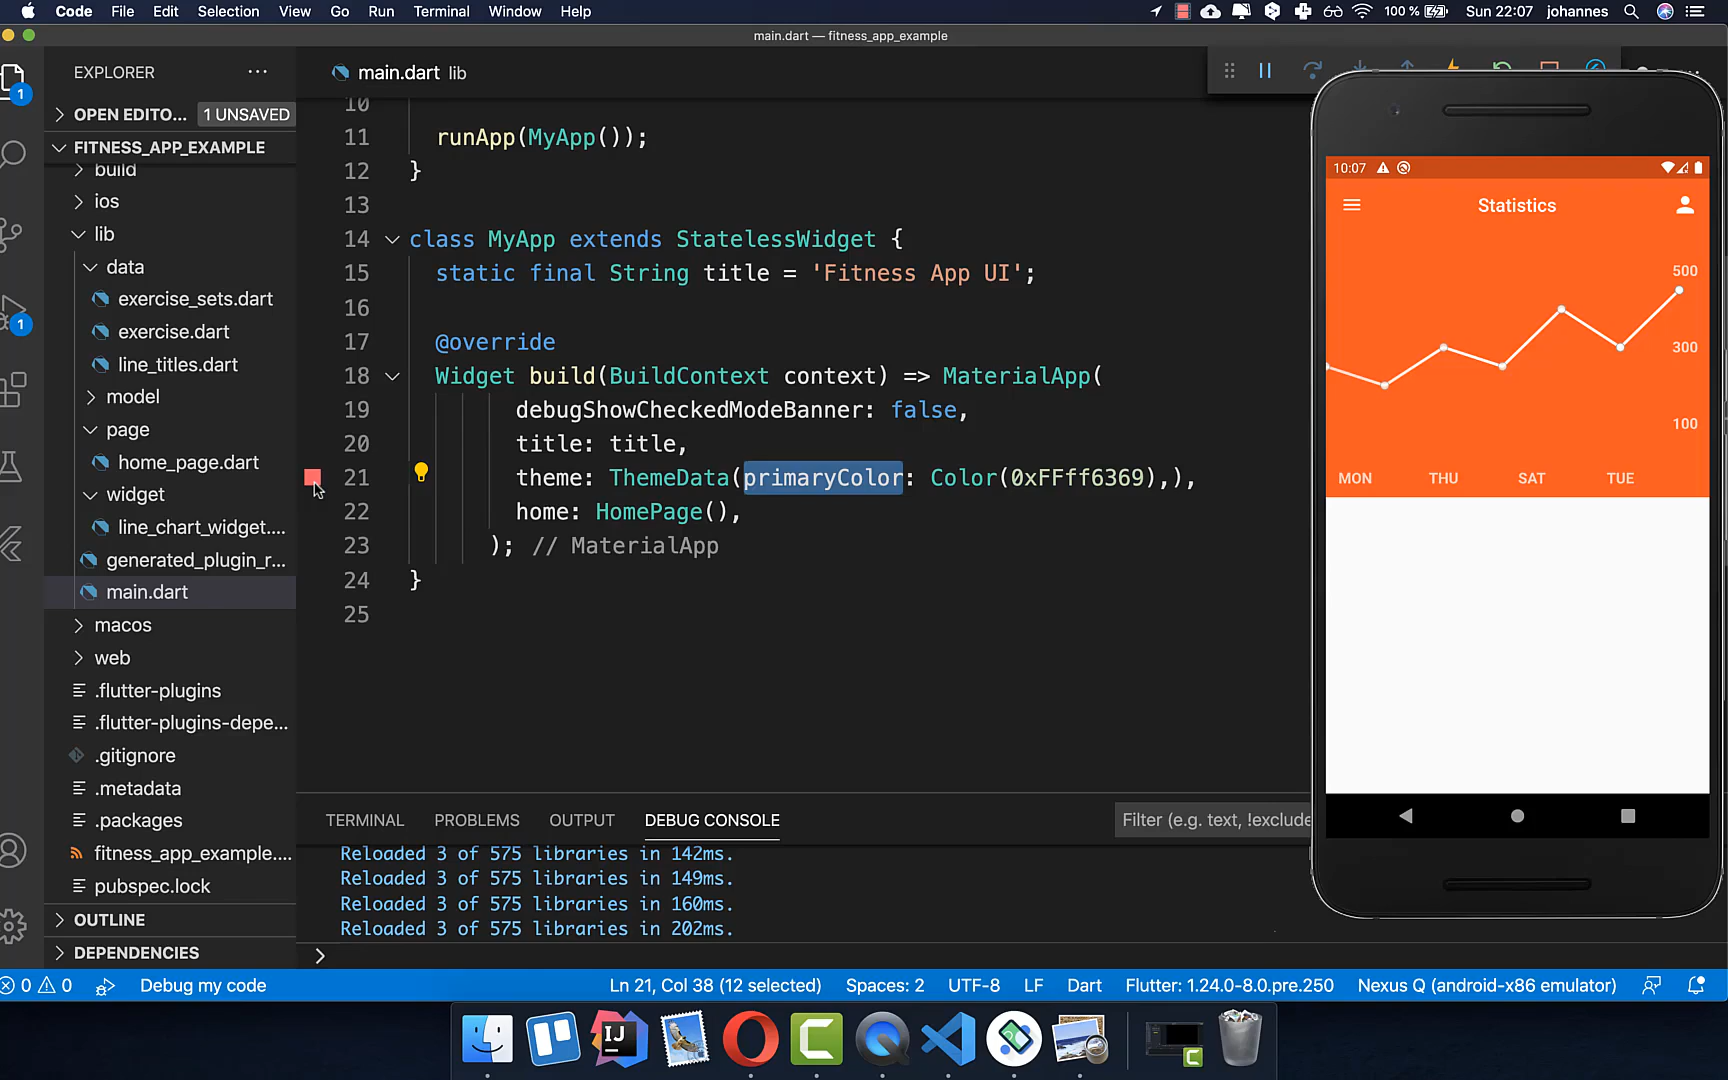 Code File Edit Selection View Go Run Terminal Window Help 100 % Sun 22:07 johannes
main.dart — fitness_app_example
EXPLORER ···
OPEN EDITO... 1 UNSAVED
FITNESS_APP_EXAMPLE
build
ios
lib
data
exercise_sets.dart
exercise.dart
line_titles.dart
model
page
home_page.dart
widget
line_chart_widget....
generated_plugin_r...
main.dart
macos
web
.flutter-plugins
.flutter-plugins-depe...
.gitignore
.metadata
.packages
fitness_app_example....
pubspec.lock
OUTLINE
DEPENDENCIES
1
1
main.dart lib
10
11 runApp(MyApp());
12 }
13
14 class MyApp extends StatelessWidget {
15 static final String title = 'Fitness App UI';
16
17 @override
18 Widget build(BuildContext context) => MaterialApp(
19 debugShowCheckedModeBanner: false,
20 title: title,
21 theme: ThemeData(primaryColor: Color(0xFFff6369),),
22 home: HomePage(),
23 ); // MaterialApp
24 }
25
TERMINAL PROBLEMS OUTPUT DEBUG CONSOLE Filter (e.g. text, !exclude
Reloaded 3 of 575 libraries in 142ms.
Reloaded 3 of 575 libraries in 149ms.
Reloaded 3 of 575 libraries in 160ms.
Reloaded 3 of 575 libraries in 202ms.
10:07
Statistics
500
300
100
MON THU SAT TUE
0 0 Debug my code Ln 21, Col 38 (12 selected) Spaces: 2 UTF-8 LF Dart Flutter: 1.24.0-8.0.pre.250 Nexus Q (android-x86 emulator)
IJ